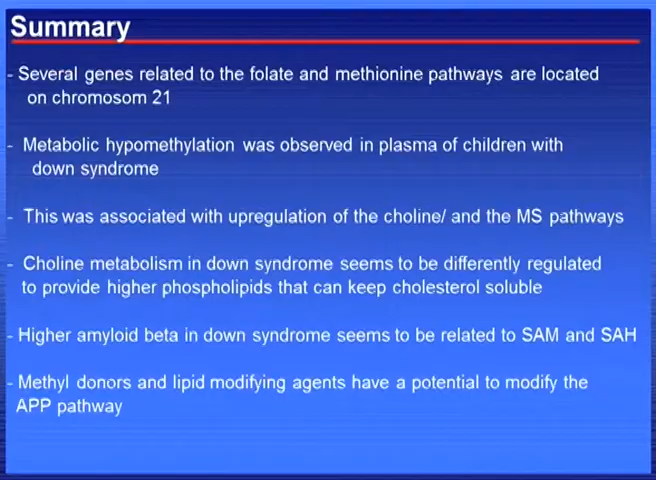 Summary
- Several genes related to the folate and methionine pathways are located
on chromosom 21
- Metabolic hypomethylation was observed in plasma of children with
down syndrome
- This was associated with upregulation of the choline/ and the MS pathways
- Choline metabolism in down syndrome seems to be differently regulated
to provide higher phospholipids that can keep cholesterol soluble
- Higher amyloid beta in down syndrome seems to be related to SAM and SAH
- Methyl donors and lipid modifying agents have a potential to modify the
APP pathway